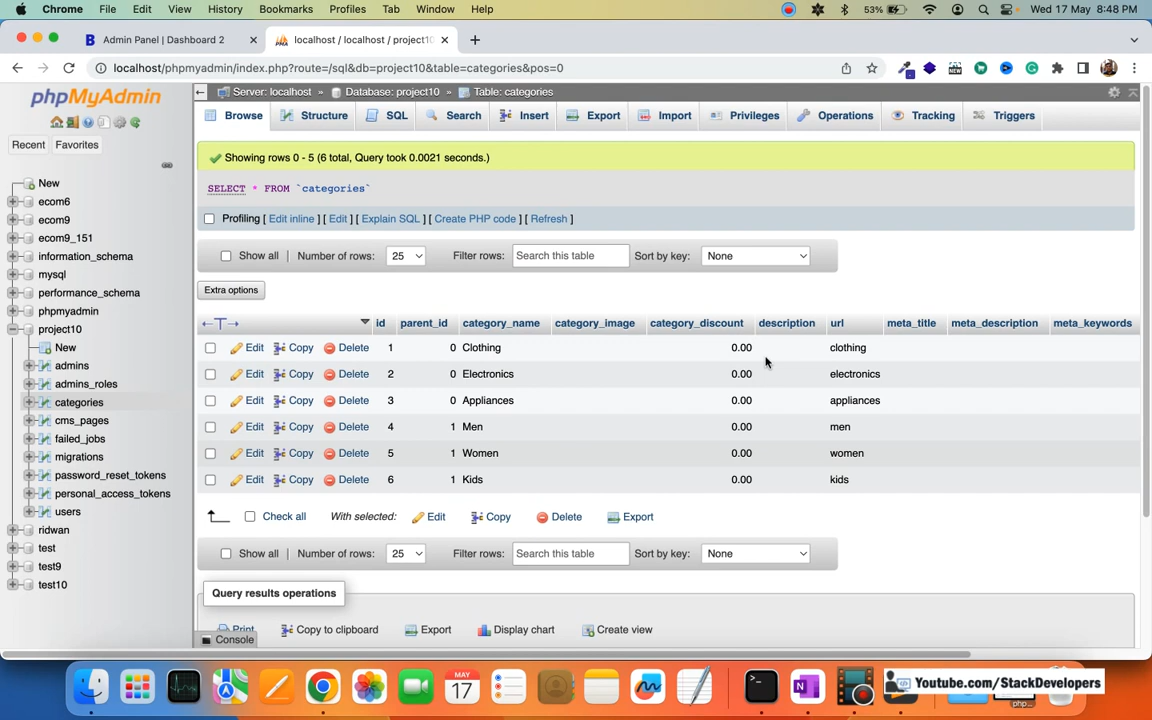 Chrome File Edit View History Bookmarks Profiles Tab Window Help 53% Wed 17 May 8:48 PM
Admin Panel | Dashboard 2 localhost / localhost / project10
localhost/phpmyadmin/index.php?route=/sql&db=project10&table=categories&pos=0
phpMyAdmin
Recent Favorites
New
ecom6
ecom9
ecom9_151
information_schema
mysql
performance_schema
phpmyadmin
project10
New
admins
admins_roles
categories
cms_pages
failed_jobs
migrations
password_reset_tokens
personal_access_tokens
users
ridwan
test
test9
test10
Server: localhost » Database: project10 » Table: categories
Browse Structure SQL Search Insert Export Import Privileges Operations Tracking Triggers
Showing rows 0 - 5 (6 total, Query took 0.0021 seconds.)
SELECT * FROM `categories`
Profiling [ Edit inline ] [ Edit ] [ Explain SQL ] [ Create PHP code ] [ Refresh ]
Show all | Number of rows: 25 Filter rows: Search this table Sort by key: None
Extra options
←T→ id parent_id category_name category_image category_discount description url meta_title meta_description meta_keywords
Edit Copy Delete 1 0 Clothing 0.00 clothing
Edit Copy Delete 2 0 Electronics 0.00 electronics
Edit Copy Delete 3 0 Appliances 0.00 appliances
Edit Copy Delete 4 1 Men 0.00 men
Edit Copy Delete 5 1 Women 0.00 women
Edit Copy Delete 6 1 Kids 0.00 kids
Check all With selected: Edit Copy Delete Export
Show all | Number of rows: 25 Filter rows: Search this table Sort by key: None
Query results operations
Print Copy to clipboard Export Display chart Create view
Console
MAY
17
Youtube.com/StackDevelopers